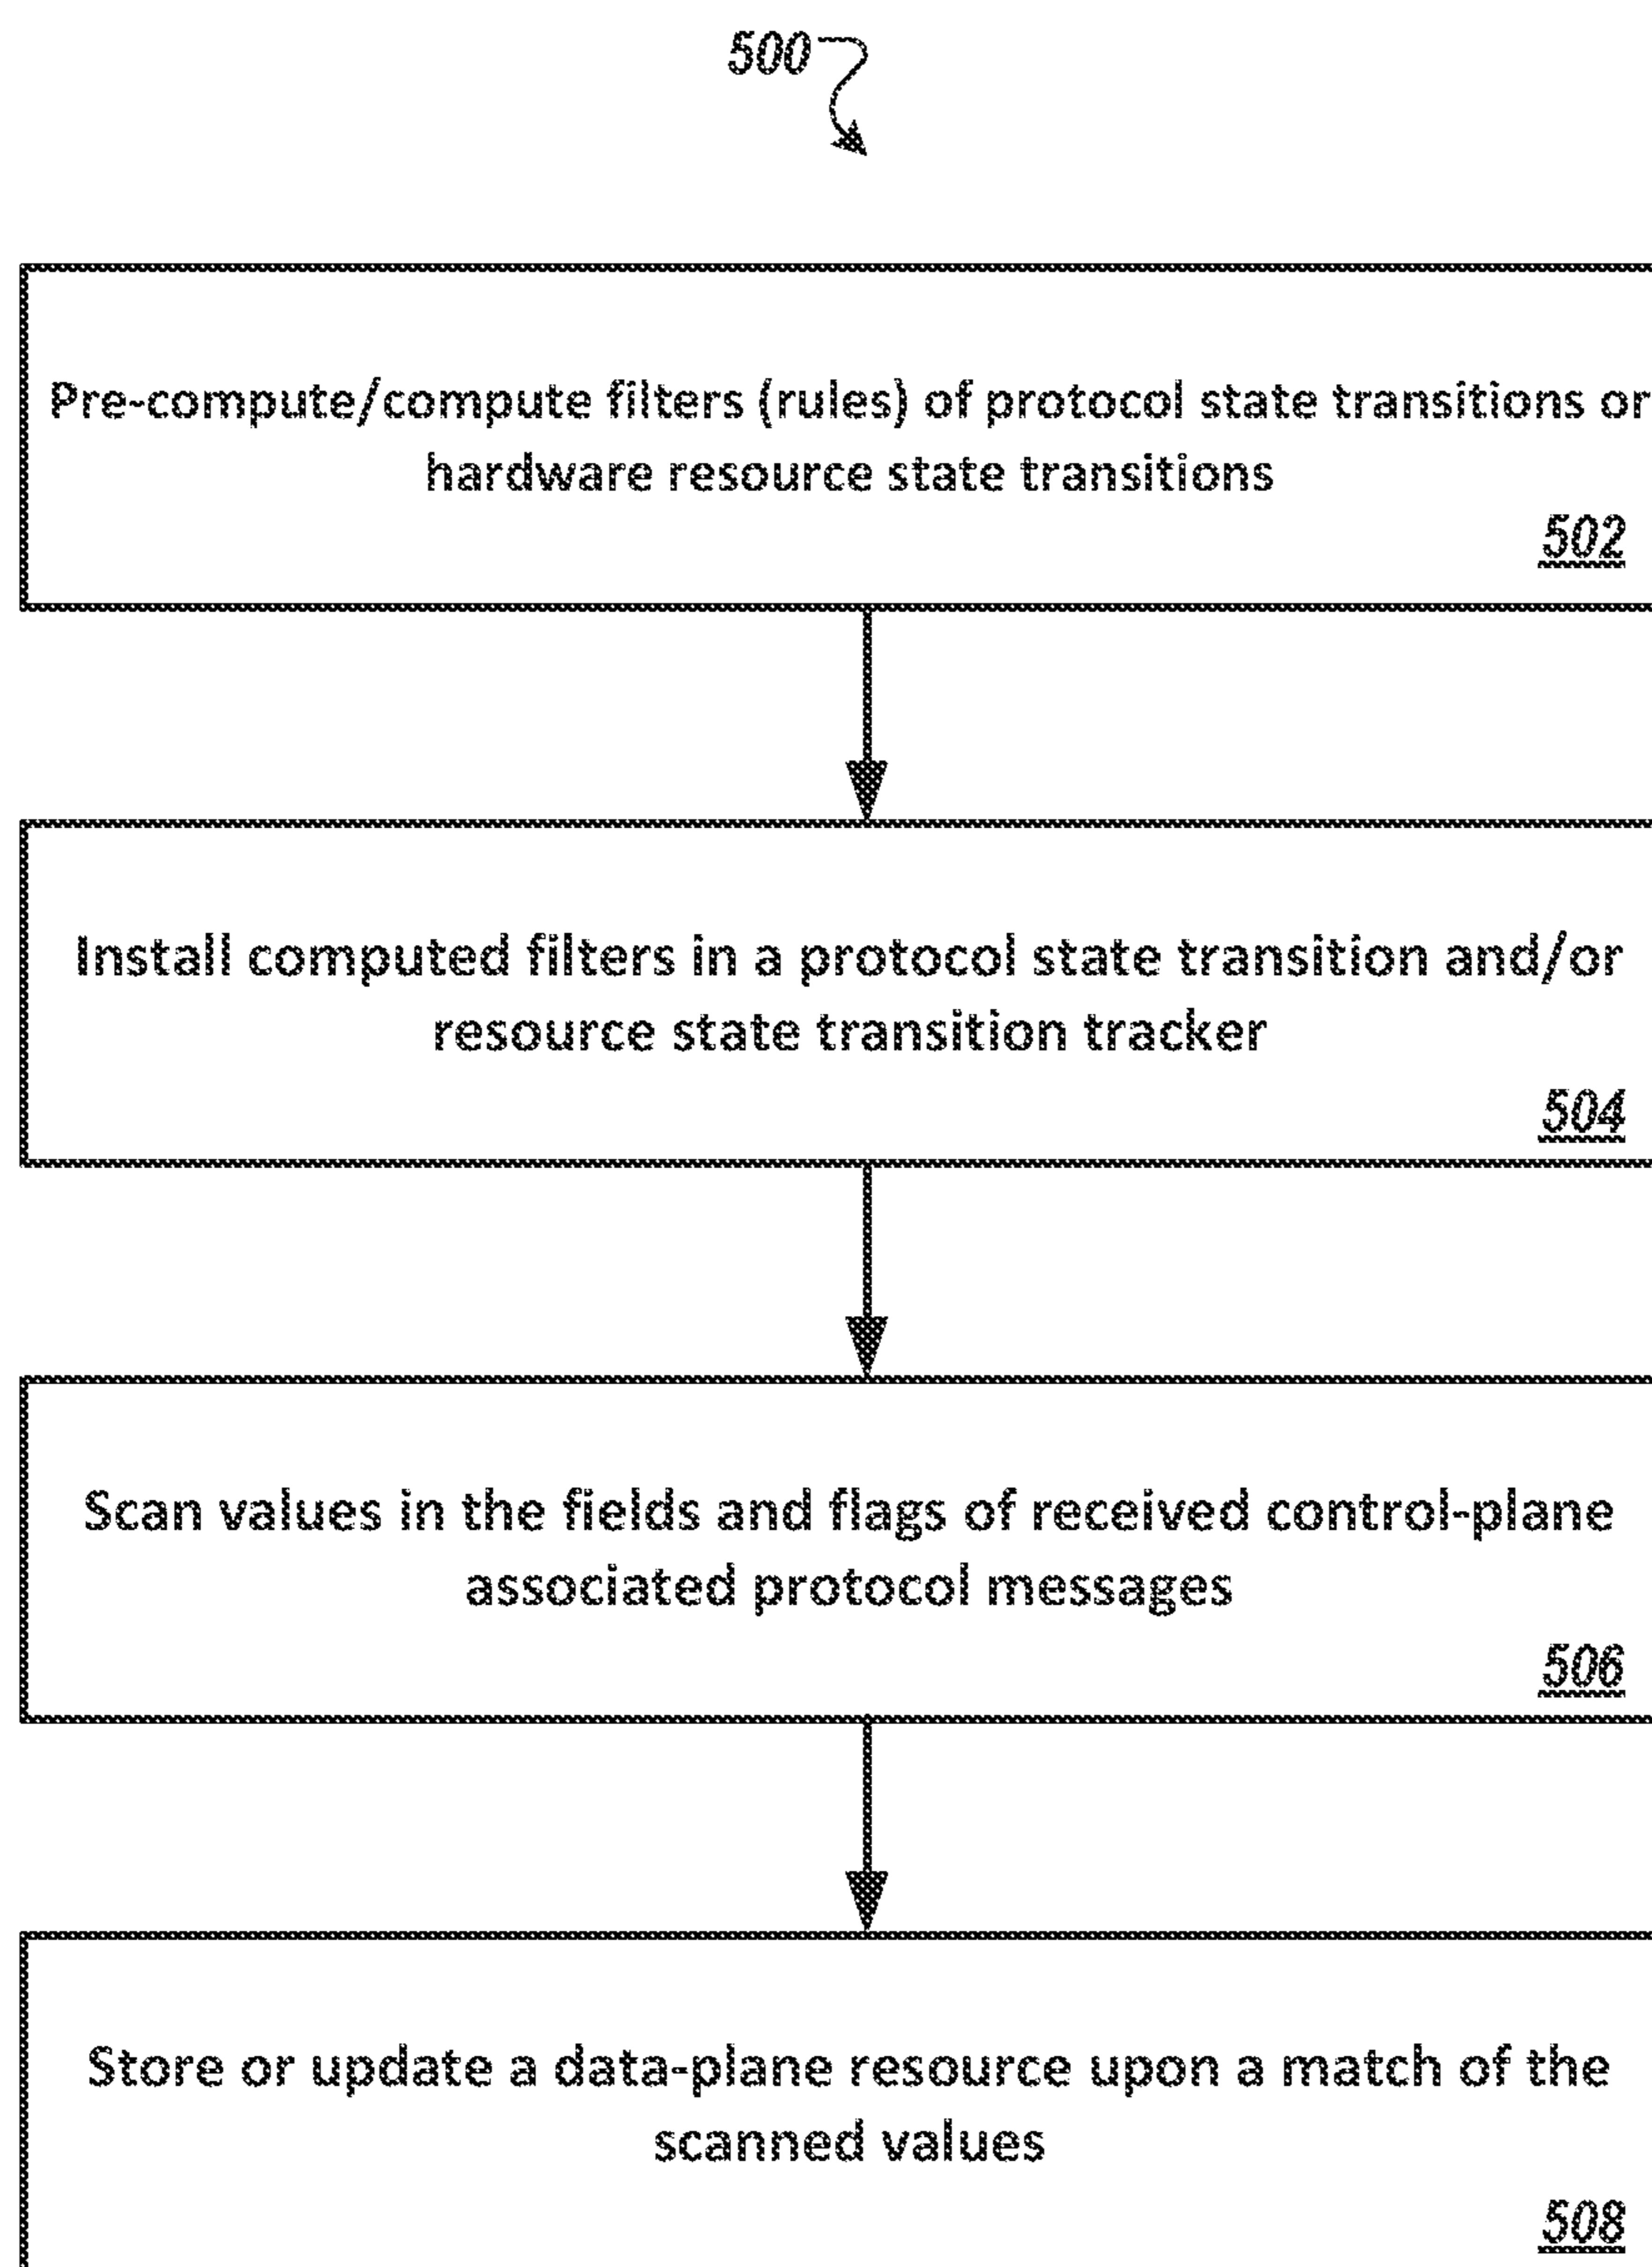 500
Pre-compute/compute filters (rules) of protocol state transitions or
hardware resource state transitions
502
Install computed filters in a protocol state transition and/or
resource state transition tracker
504
Scan values in the fields and flags of received control-plane
associated protocol messages
506
Store or update a data-plane resource upon a match of the
scanned values
508